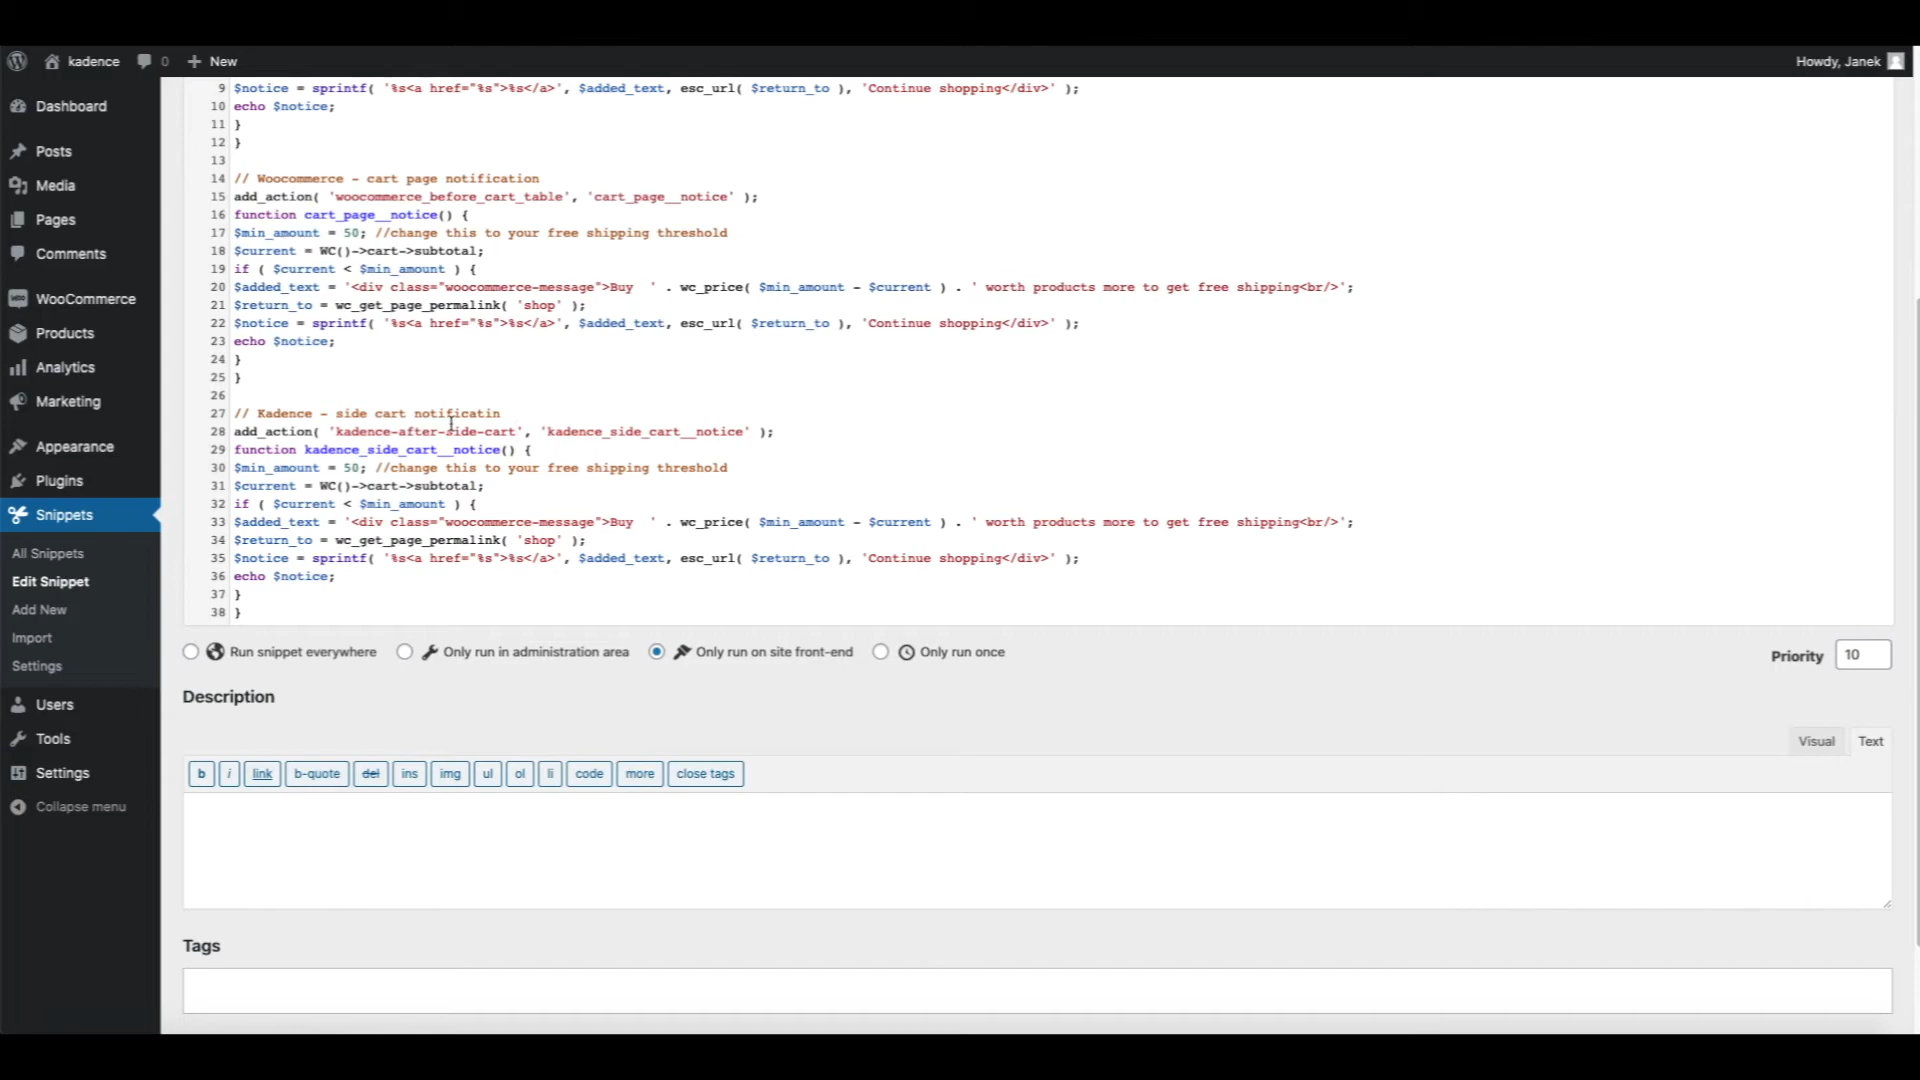 kadence 0 New Howdy, Janek
Dashboard
Posts
Media
Pages
Comments
WooCommerce
Products
Analytics
Marketing
Appearance
Plugins
Snippets
All Snippets
Edit Snippet
Add New
Import
Settings
Users
Tools
Settings
Collapse menu
9 $notice = sprintf( '%s<a href="%s">%s</a>', $added_text, esc_url( $return_to ), 'Continue shopping</div>' );
10 echo $notice;
11 }
12 }
13
14 // Woocommerce - cart page notification
15 add_action( 'woocommerce_before_cart_table', 'cart_page__notice' );
16 function cart_page__notice() {
17 $min_amount = 50; //change this to your free shipping threshold
18 $current = WC()->cart->subtotal;
19 if ( $current < $min_amount ) {
20 $added_text = '<div class="woocommerce-message">Buy  ' . wc_price( $min_amount - $current ) . ' worth products more to get free shipping<br/>';
21 $return_to = wc_get_page_permalink( 'shop' );
22 $notice = sprintf( '%s<a href="%s">%s</a>', $added_text, esc_url( $return_to ), 'Continue shopping</div>' );
23 echo $notice;
24 }
25 }
26
27 // Kadence - side cart notificatin
28 add_action( 'kadence-after-side-cart', 'kadence_side_cart__notice' );
29 function kadence_side_cart__notice() {
30 $min_amount = 50; //change this to your free shipping threshold
31 $current = WC()->cart->subtotal;
32 if ( $current < $min_amount ) {
33 $added_text = '<div class="woocommerce-message">Buy  ' . wc_price( $min_amount - $current ) . ' worth products more to get free shipping<br/>';
34 $return_to = wc_get_page_permalink( 'shop' );
35 $notice = sprintf( '%s<a href="%s">%s</a>', $added_text, esc_url( $return_to ), 'Continue shopping</div>' );
36 echo $notice;
37 }
38 }
Run snippet everywhere Only run in administration area Only run on site front-end Only run once Priority 10
Description
Visual Text
b i link b-quote del ins img ul ol li code more close tags
Tags